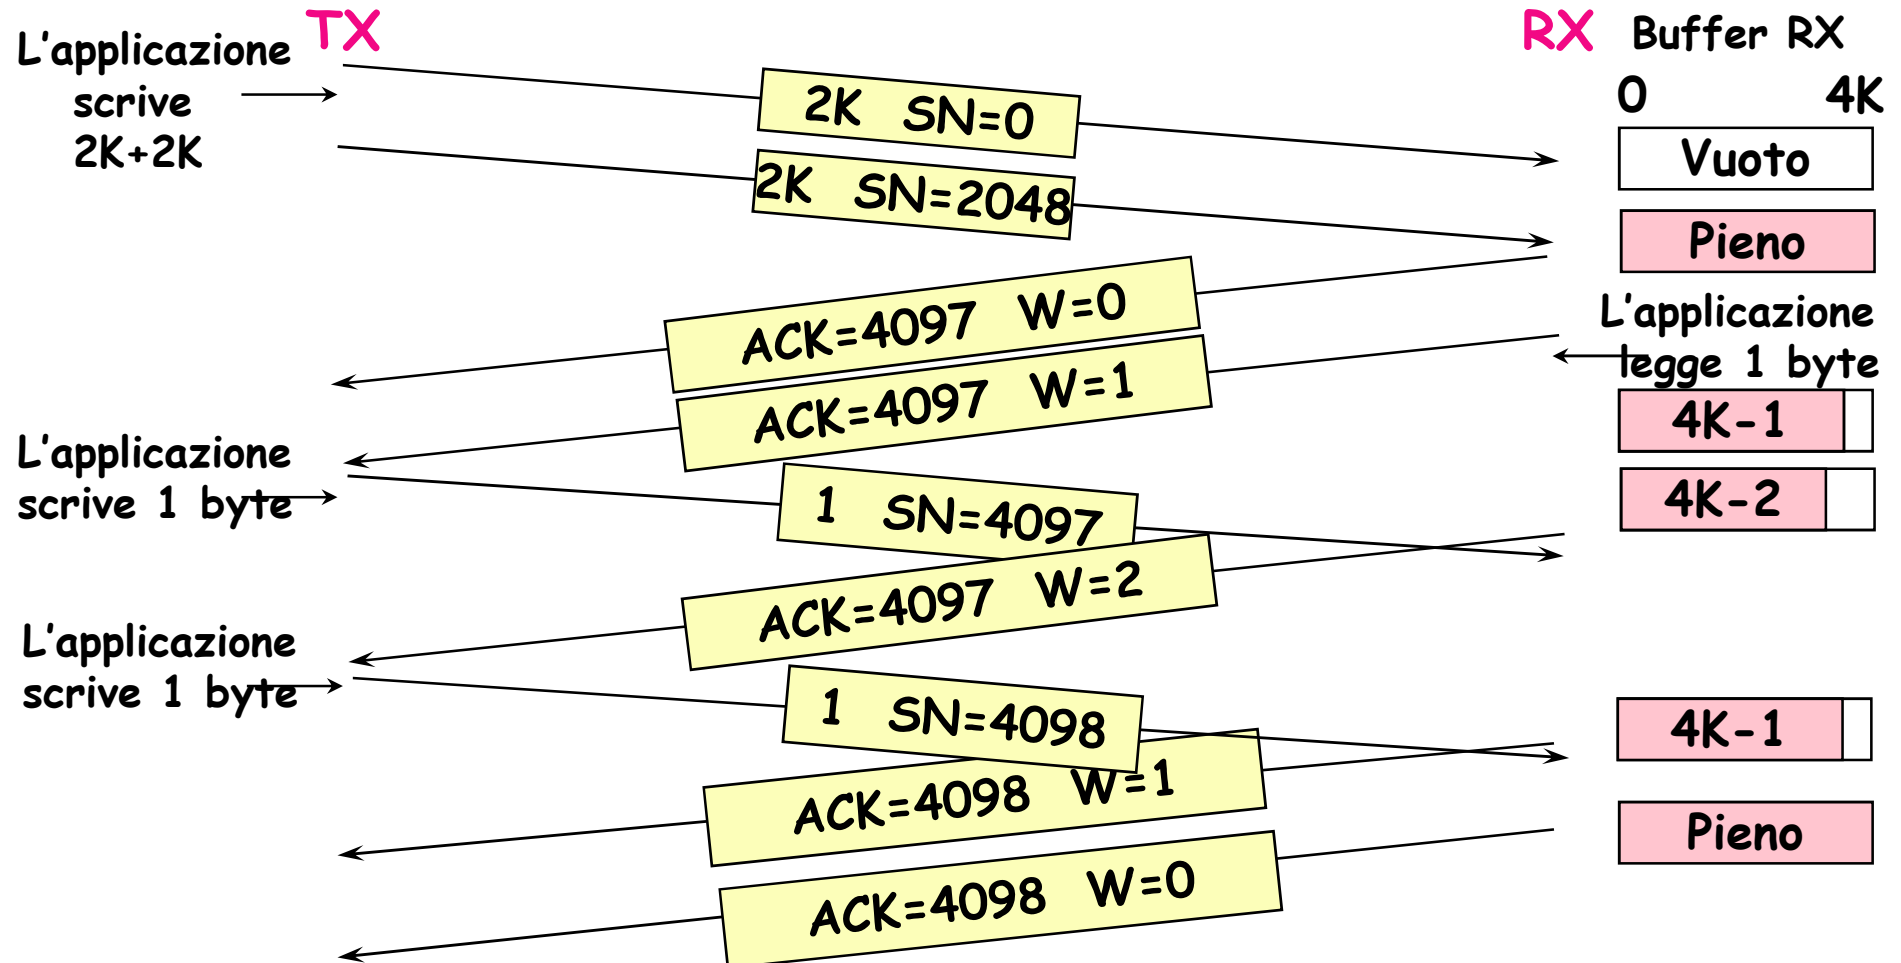 TX
RX
Buffer RX
L'applicazione
scrive
2K+2K
0 4K
2K SN=0
Vuoto
2K SN=2048
Pieno
ACK=4097 W=0
L'applicazione
legge 1 byte
ACK=4097 W=1
4K-1
L'applicazione
scrive 1 byte
1 SN=4097
4K-2
ACK=4097 W=2
L'applicazione
scrive 1 byte
1 SN=4098
4K-1
ACK=4098 W=1
Pieno
ACK=4098 W=0